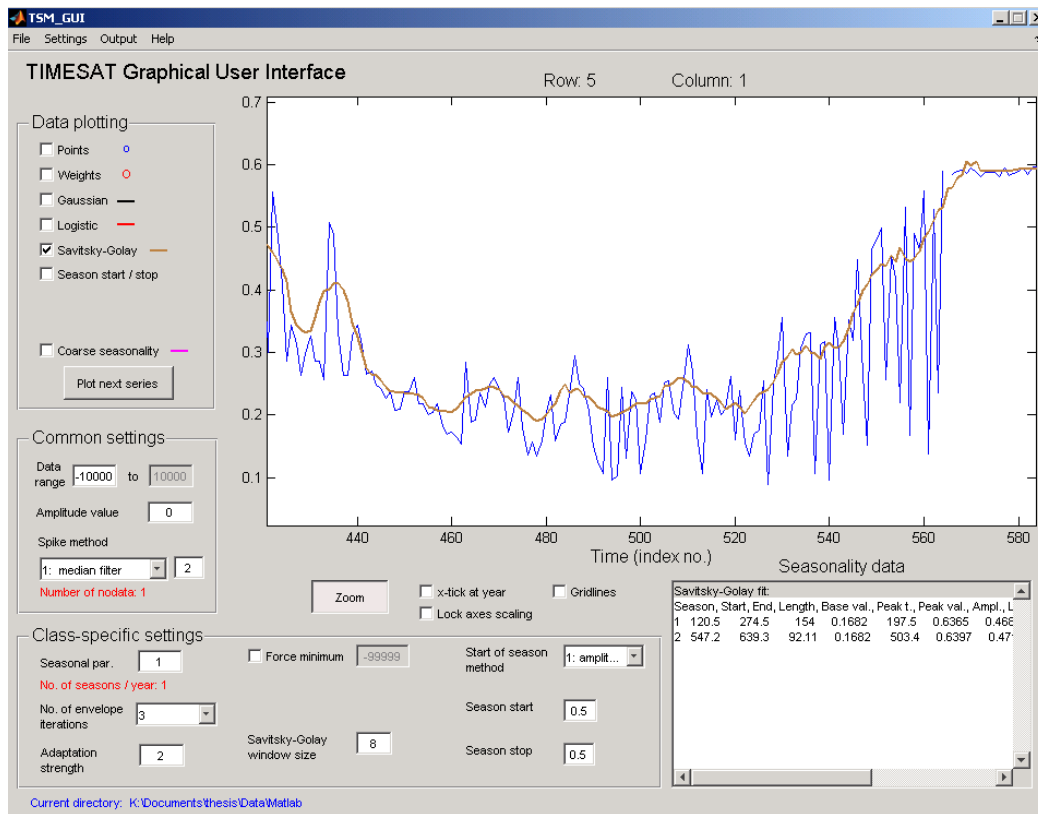 TSM_GUI
File Settings Output Help
TIMESAT Graphical User Interface
Row: 5 Column: 1
Data plotting
Points
Weights
Gaussian
Logistic
Savitsky-Golay
Season start / stop
Coarse seasonality
Plot next series
0.7
0.6
0.5
0.4
0.3
0.2
0.1
440 460 480 500 520 540 560 580
Time (index no.)
Common settings
Data range -10000 to 10000
Amplitude value 0
Spike method
1: median filter 2
Number of nodata: 1
Zoom
x-tick at year
Gridlines
Lock axes scaling
Seasonality data
Savitsky-Golay fit:
Season, Start, End, Length, Base val., Peak t., Peak val., Ampl., L
1 120.5 274.5 154 0.1682 197.5 0.6365 0.468
2 547.2 639.3 92.11 0.1682 503.4 0.6397 0.47
Class-specific settings
Seasonal par. 1
No. of seasons / year: 1
No. of envelope iterations 3
Adaptation strength 2
Force minimum -99999
Savitsky-Golay window size 8
Start of season method 1: amplit...
Season start 0.5
Season stop 0.5
Current directory: K:\Documents\thesis\Data\Matlab